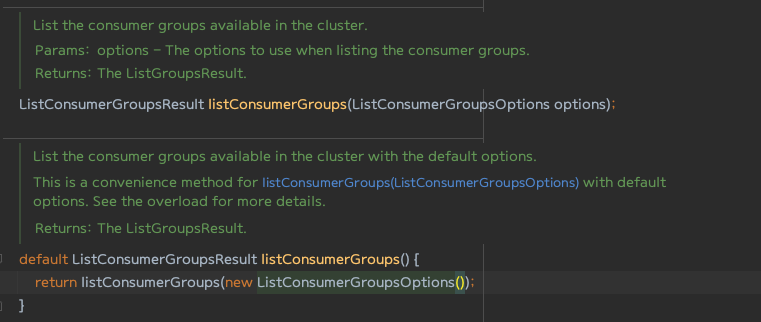 List the consumer groups available in the cluster.
Params: options – The options to use when listing the consumer groups.
Returns: The ListGroupsResult.
ListConsumerGroupsResult listConsumerGroups(ListConsumerGroupsOptions options);
List the consumer groups available in the cluster with the default options.
This is a convenience method for listConsumerGroups(ListConsumerGroupsOptions) with default
options. See the overload for more details.
Returns: The ListGroupsResult.
default ListConsumerGroupsResult listConsumerGroups() {
return listConsumerGroups(new ListConsumerGroupsOptions());
}